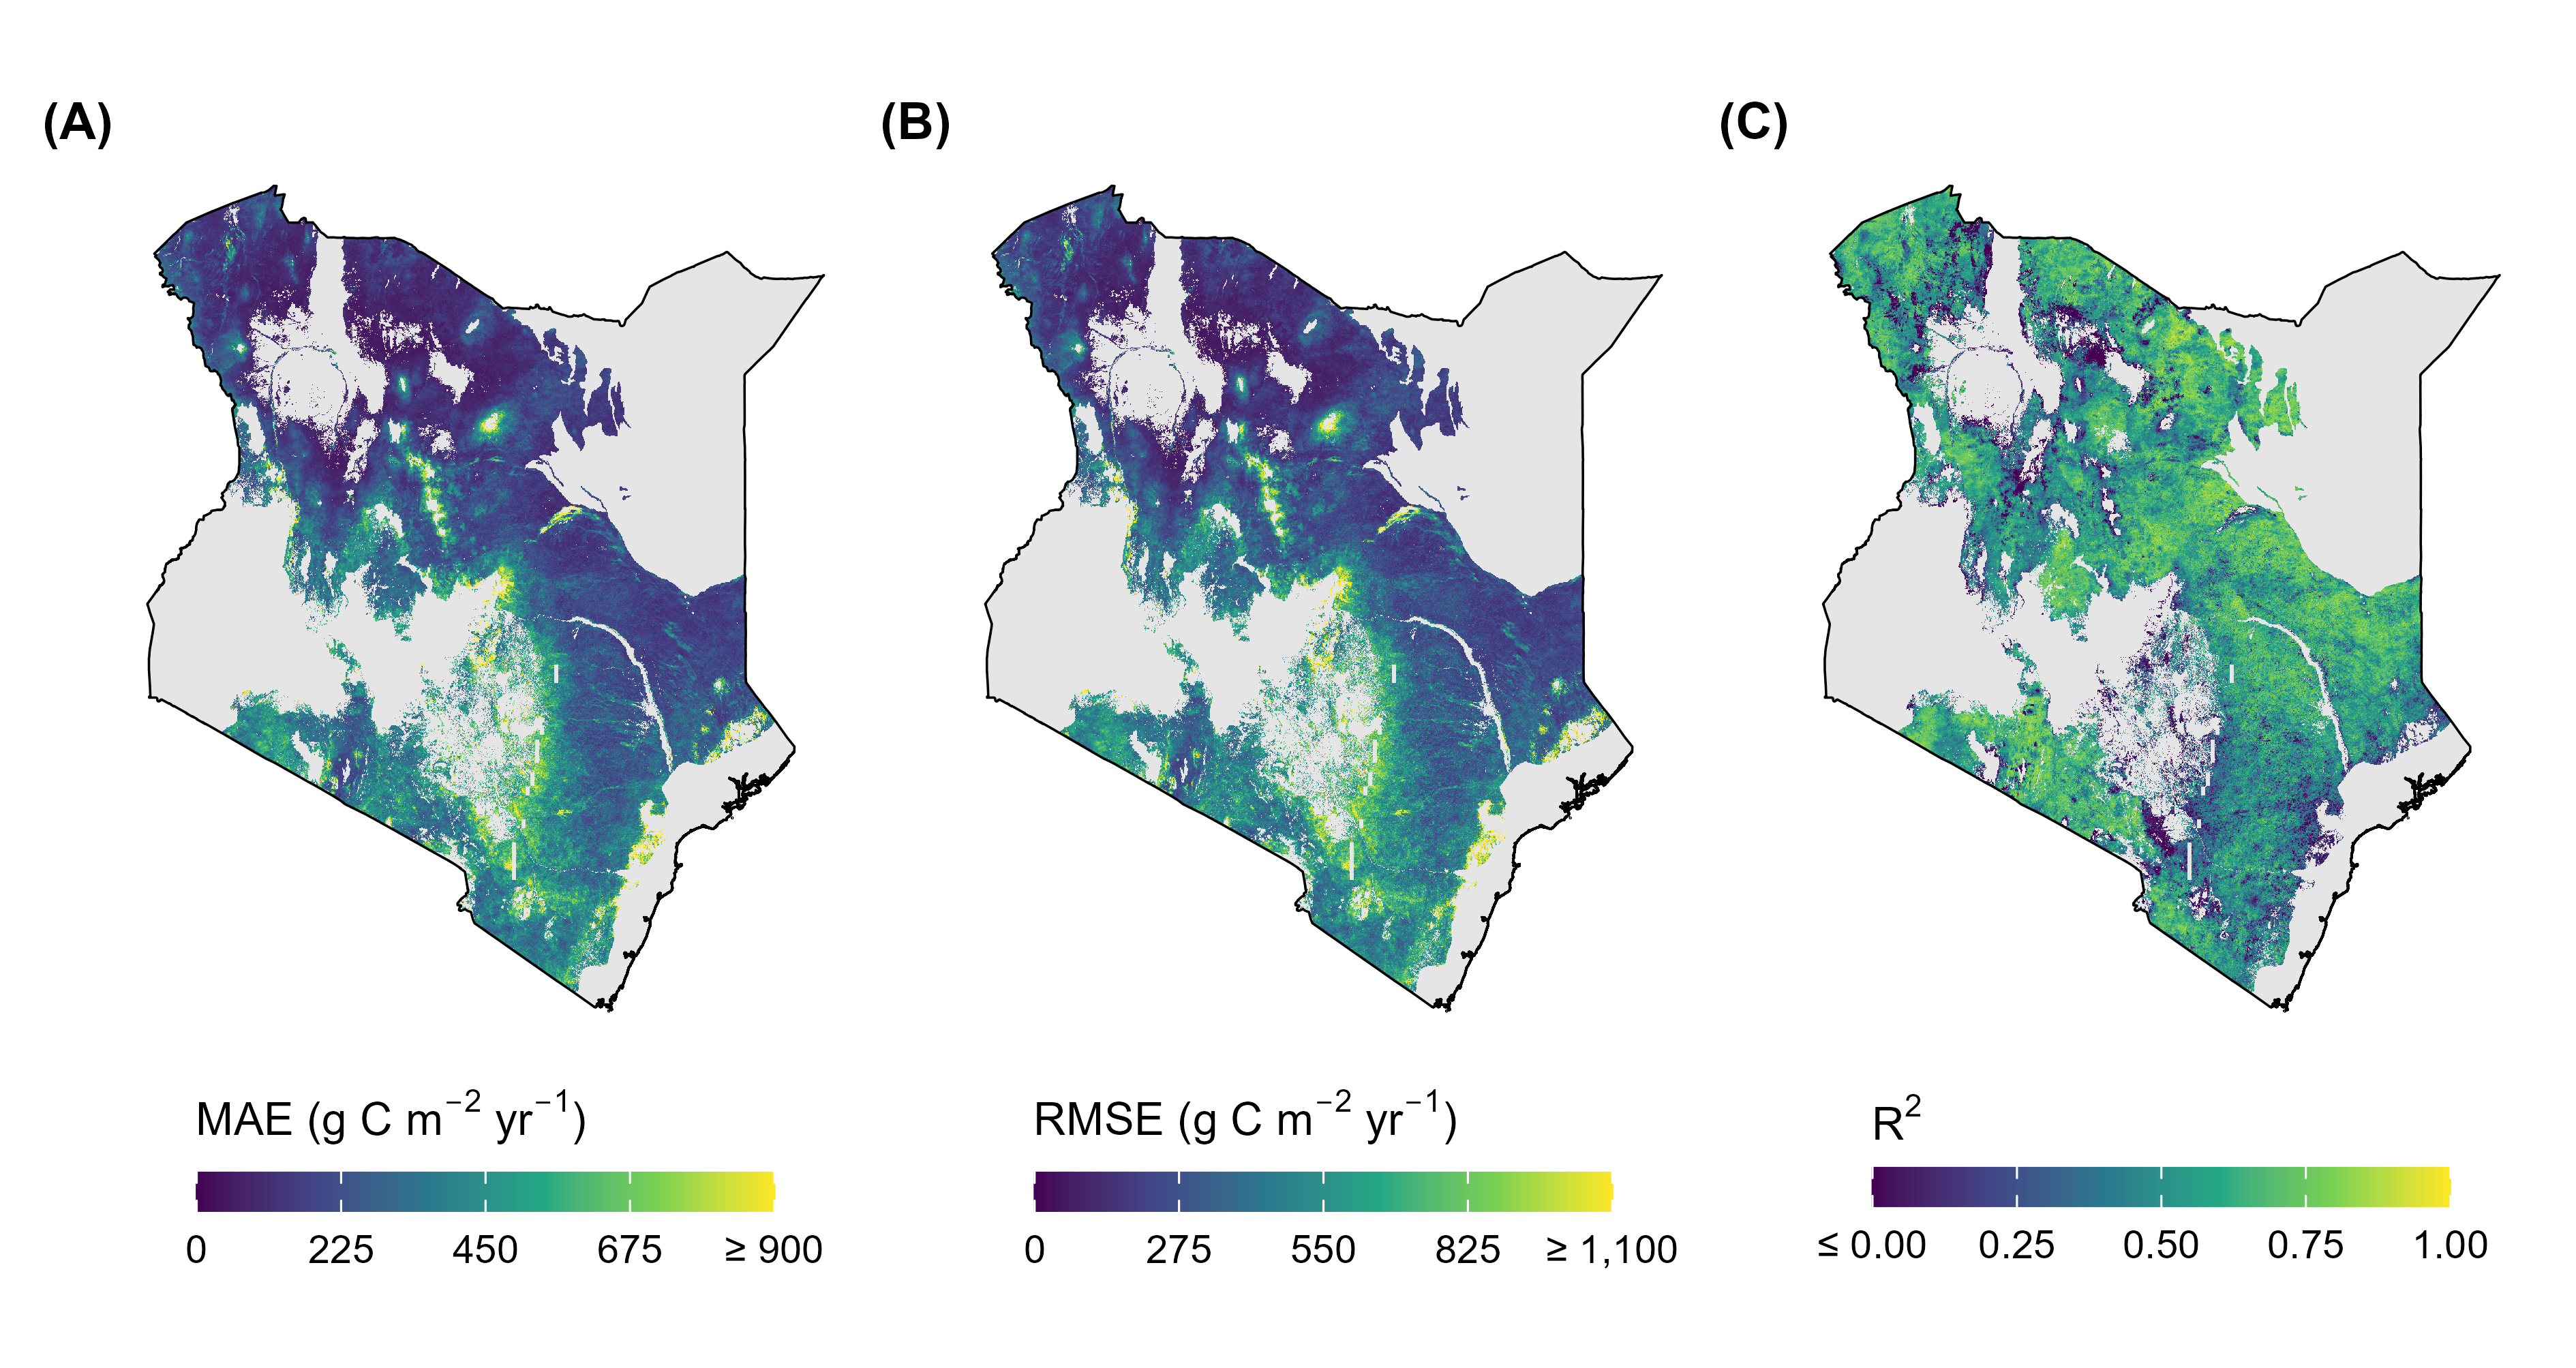 (A) (B) (C)
MAE (g C m⁻² yr⁻¹) RMSE (g C m⁻² yr⁻¹) R²
0 225 450 675 ≥ 900 0 275 550 825 ≥ 1,100 ≤ 0.00 0.25 0.50 0.75 1.00